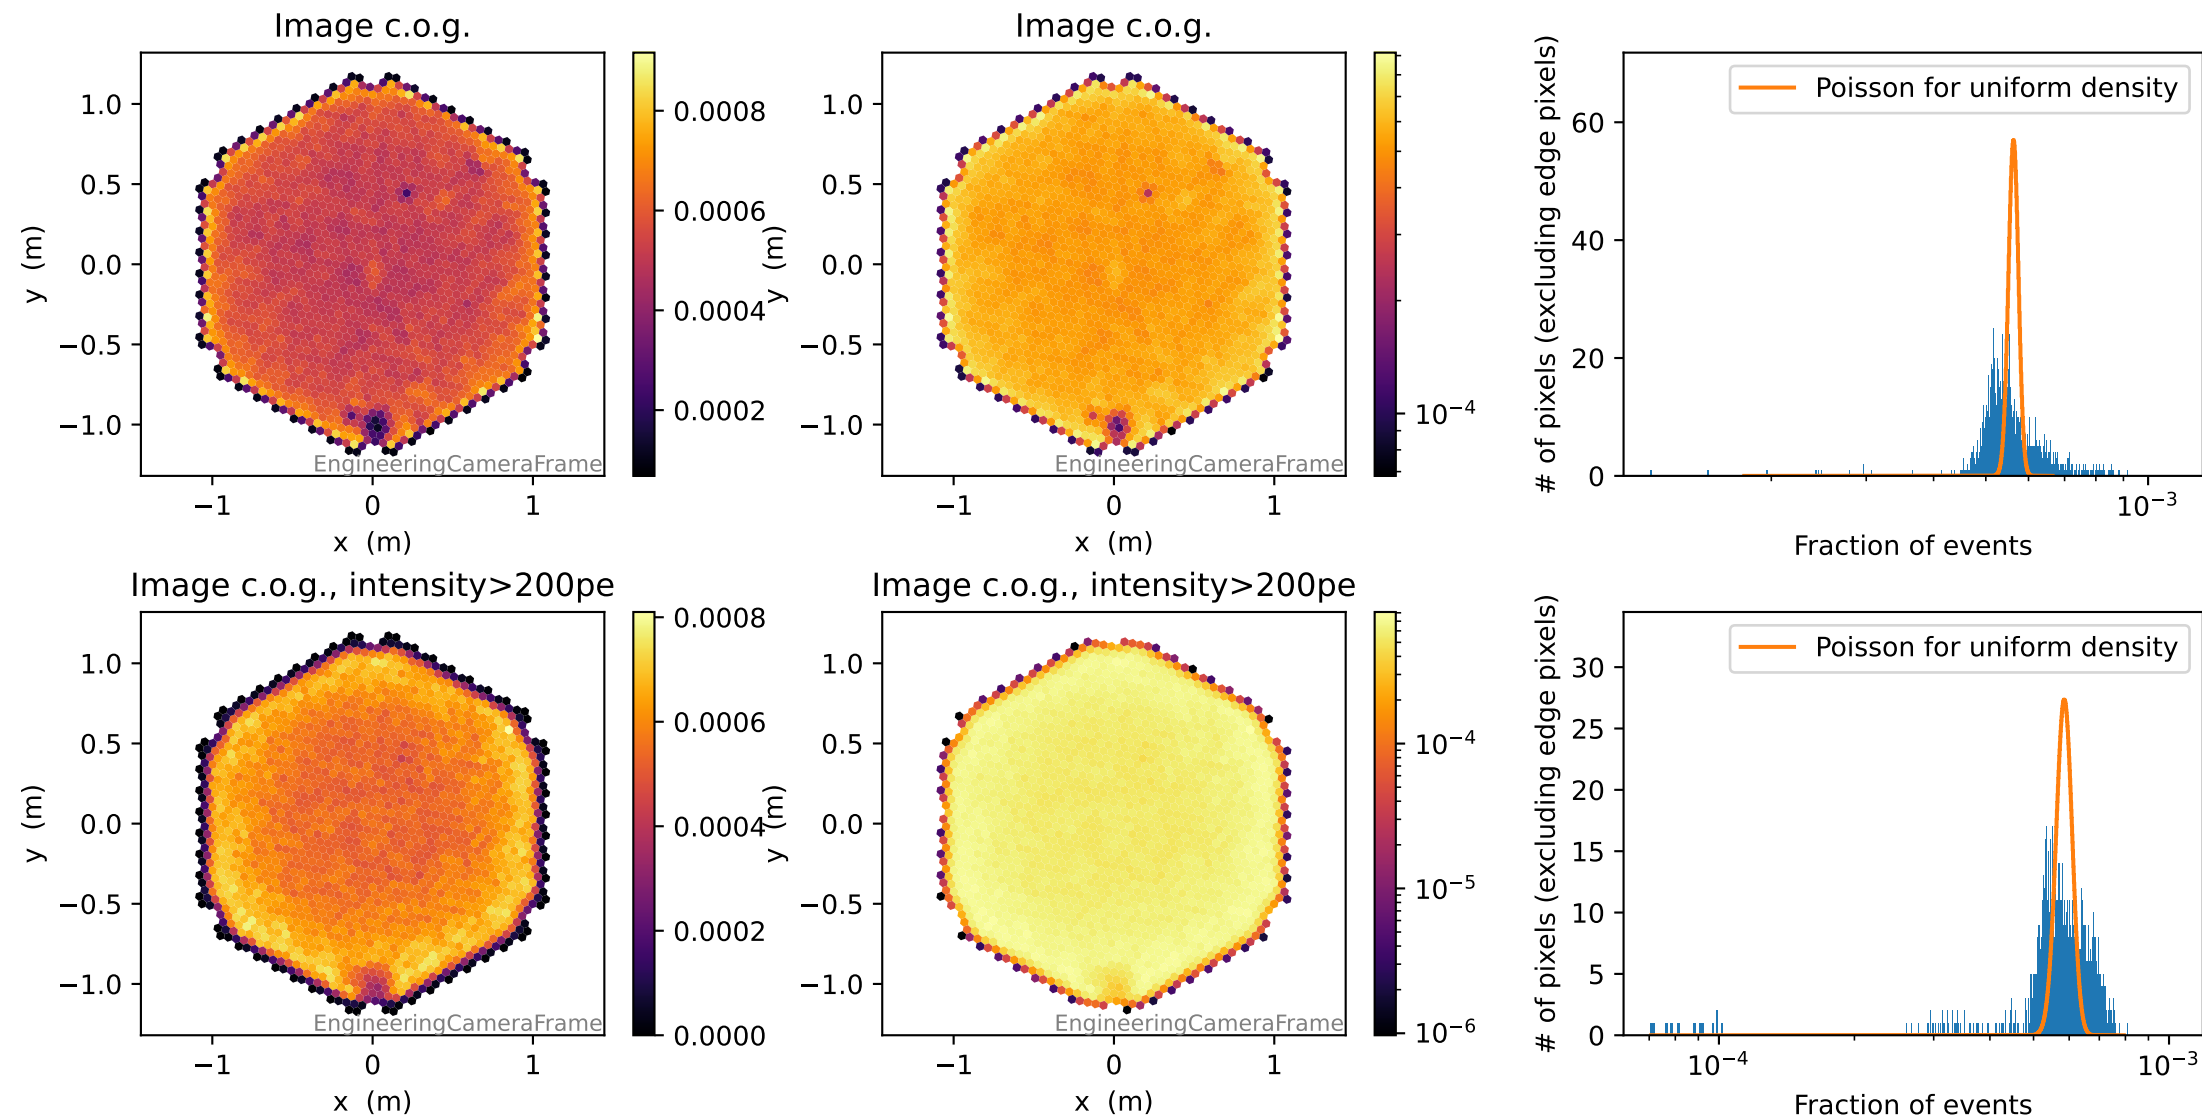 Image c.o.g.
y (m)
1.0
0.5
0.0
−0.5
−1.0
EngineeringCameraFrame
−1 0 1
x (m)
0.0008
0.0006
0.0004
0.0002
Image c.o.g.
y (m)
1.0
0.5
0.0
−0.5
−1.0
EngineeringCameraFrame
−1 0 1
x (m)
10−4
# of pixels (excluding edge pixels)
60
40
20
0
Poisson for uniform density
10−3
Fraction of events
Image c.o.g., intensity>200pe
y (m)
1.0
0.5
0.0
−0.5
−1.0
EngineeringCameraFrame
−1 0 1
x (m)
0.0008
0.0006
0.0004
0.0002
0.0000
Image c.o.g., intensity>200pe
y (m)
1.0
0.5
0.0
−0.5
−1.0
EngineeringCameraFrame
−1 0 1
x (m)
10−4
10−5
10−6
# of pixels (excluding edge pixels)
30
25
20
15
10
5
0
Poisson for uniform density
10−4 10−3
Fraction of events